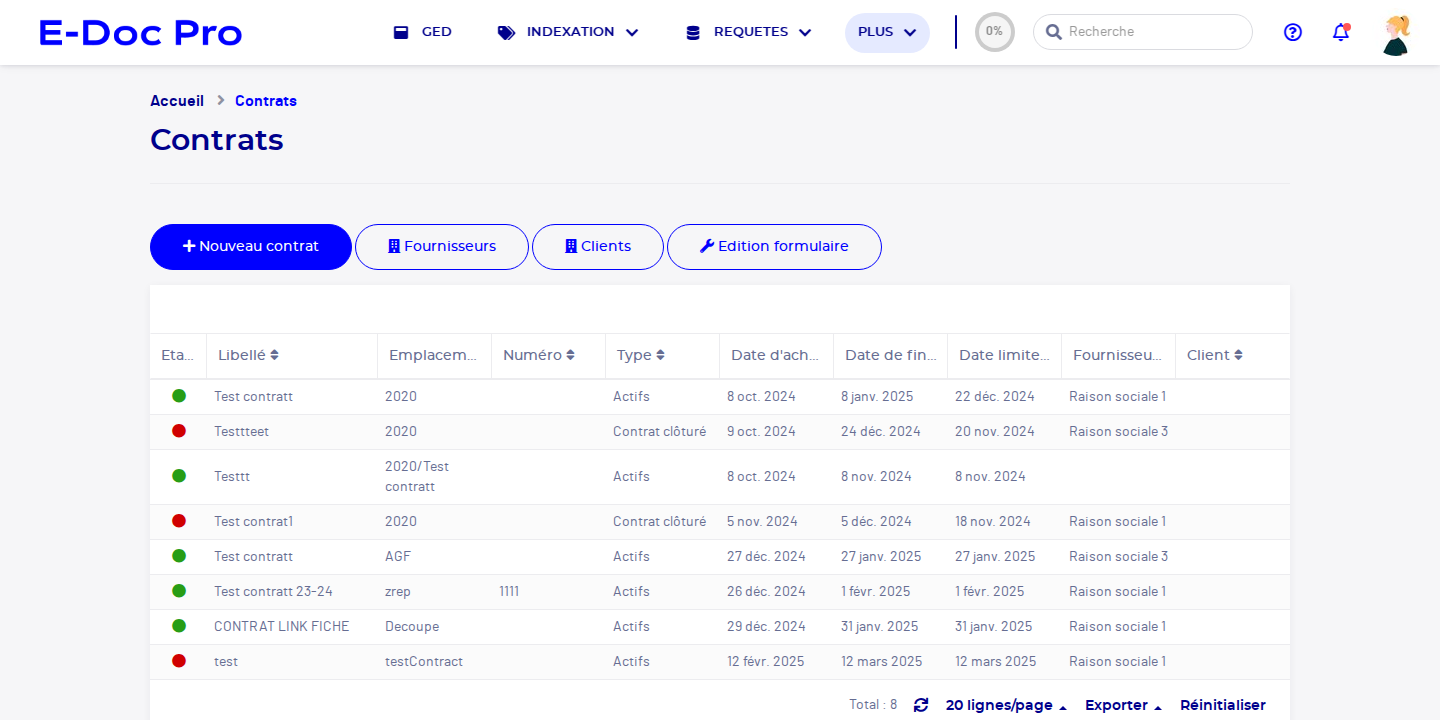 E-Doc Pro GED INDEXATION REQUETES PLUS 0% Recherche
Accueil Contrats
Contrats
Nouveau contrat Fournisseurs Clients Edition formulaire
Eta... Libellé Emplacem... Numéro Type Date d'ach... Date de fin... Date limite... Fournisseu... Client
Test contratt 2020 Actifs 8 oct. 2024 8 janv. 2025 22 déc. 2024 Raison sociale 1
Testtteet 2020 Contrat clôturé 9 oct. 2024 24 déc. 2024 20 nov. 2024 Raison sociale 3
Testtt 2020/Test contratt Actifs 8 oct. 2024 8 nov. 2024 8 nov. 2024
Test contrat1 2020 Contrat clôturé 5 nov. 2024 5 déc. 2024 18 nov. 2024 Raison sociale 1
Test contratt AGF Actifs 27 déc. 2024 27 janv. 2025 27 janv. 2025 Raison sociale 3
Test contratt 23-24 zrep 1111 Actifs 26 déc. 2024 1 févr. 2025 1 févr. 2025 Raison sociale 1
CONTRAT LINK FICHE Decoupe Actifs 29 déc. 2024 31 janv. 2025 31 janv. 2025 Raison sociale 1
test testContract Actifs 12 févr. 2025 12 mars 2025 12 mars 2025 Raison sociale 1
Total : 8 20 lignes/page Exporter Réinitialiser